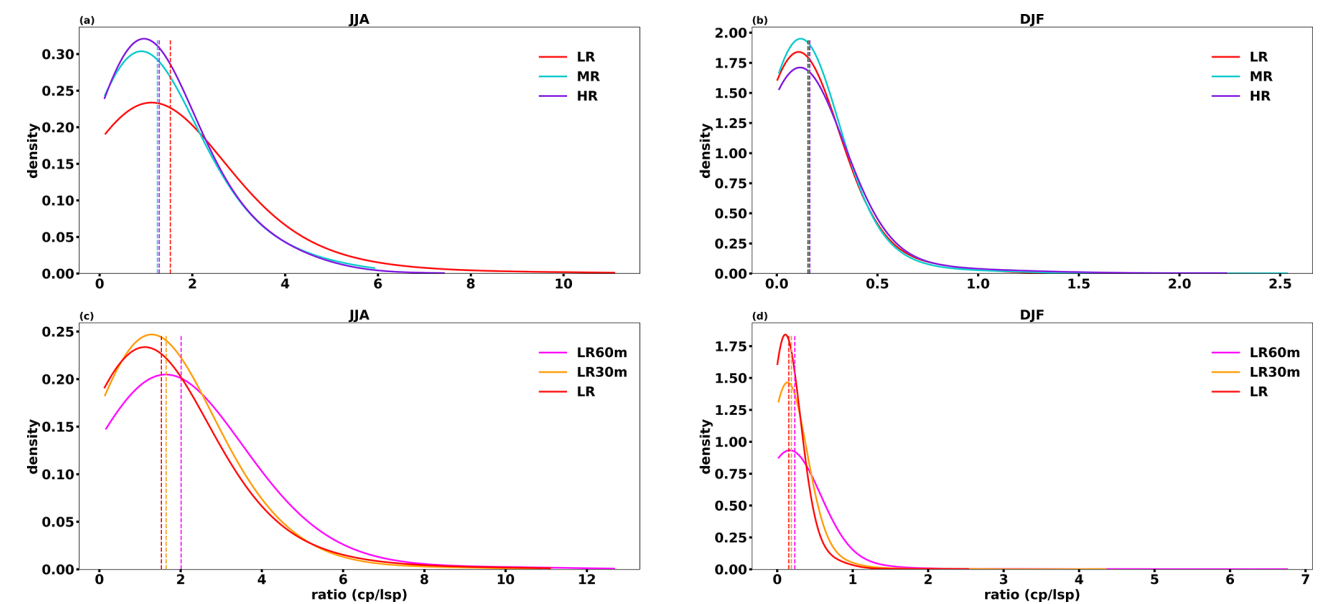 (a) JJA
density
0.30
0.25
0.20
0.15
0.10
0.05
0.00
0 2 4 6 8 10
LR
MR
HR
(b) DJF
density
2.00
1.75
1.50
1.25
1.00
0.75
0.50
0.25
0.00
0.0 0.5 1.0 1.5 2.0 2.5
LR
MR
HR
(c) JJA
density
0.25
0.20
0.15
0.10
0.05
0.00
0 2 4 6 8 10 12
ratio (cp/lsp)
LR60m
LR30m
LR
(d) DJF
density
1.75
1.50
1.25
1.00
0.75
0.50
0.25
0.00
0 1 2 3 4 5 6 7
ratio (cp/lsp)
LR60m
LR30m
LR